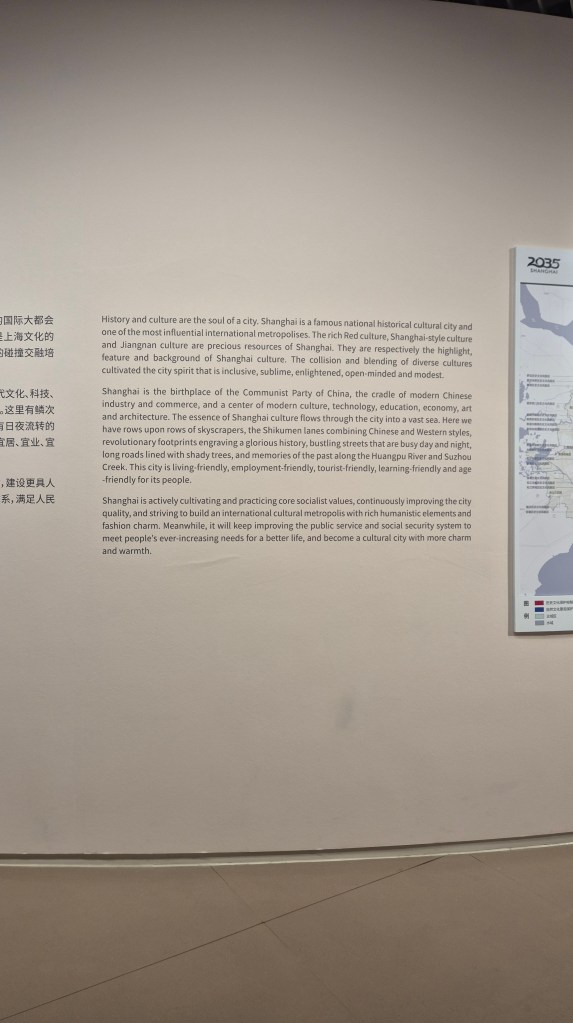 的国际大都会
是上海文化的
的碰撞交融培
代文化、科技、
。这里有鳞次
有日夜流转的
宜居、宜业、宜
，建设更具人
系，满足人民
History and culture are the soul of a city. Shanghai is a famous national historical cultural city and
one of the most influential international metropolises. The rich Red culture, Shanghai-style culture
and Jiangnan culture are precious resources of Shanghai. They are respectively the highlight,
feature and background of Shanghai culture. The collision and blending of diverse cultures
cultivated the city spirit that is inclusive, sublime, enlightened, open-minded and modest.
Shanghai is the birthplace of the Communist Party of China, the cradle of modern Chinese
industry and commerce, and a center of modern culture, technology, education, economy, art
and architecture. The essence of Shanghai culture flows through the city into a vast sea. Here we
have rows upon rows of skyscrapers, the Shikumen lanes combining Chinese and Western styles,
revolutionary footprints engraving a glorious history, bustling streets that are busy day and night,
long roads lined with shady trees, and memories of the past along the Huangpu River and Suzhou
Creek. This city is living-friendly, employment-friendly, tourist-friendly, learning-friendly and age
-friendly for its people.
Shanghai is actively cultivating and practicing core socialist values, continuously improving the city
quality, and striving to build an international cultural metropolis with rich humanistic elements and
fashion charm. Meanwhile, it will keep improving the public service and social security system to
meet people's ever-increasing needs for a better life, and become a cultural city with more charm
and warmth.
2035
SHANGHAI
图
例